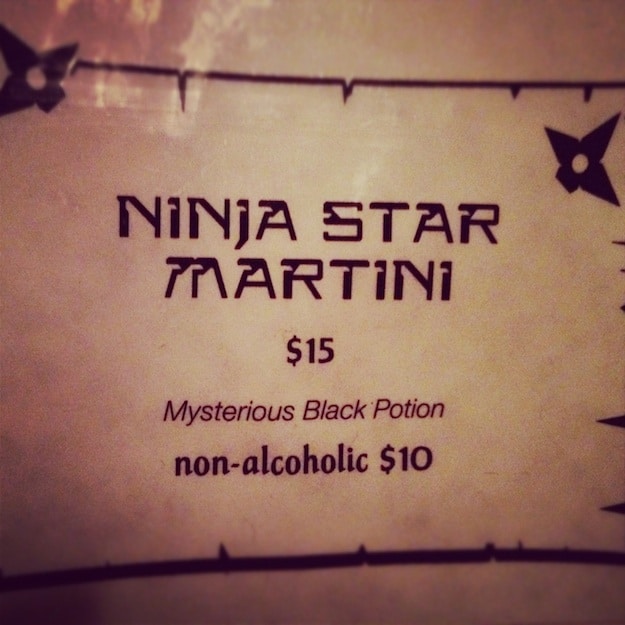 NINJA STAR
MARTINI
$15
Mysterious Black Potion
non-alcoholic $10